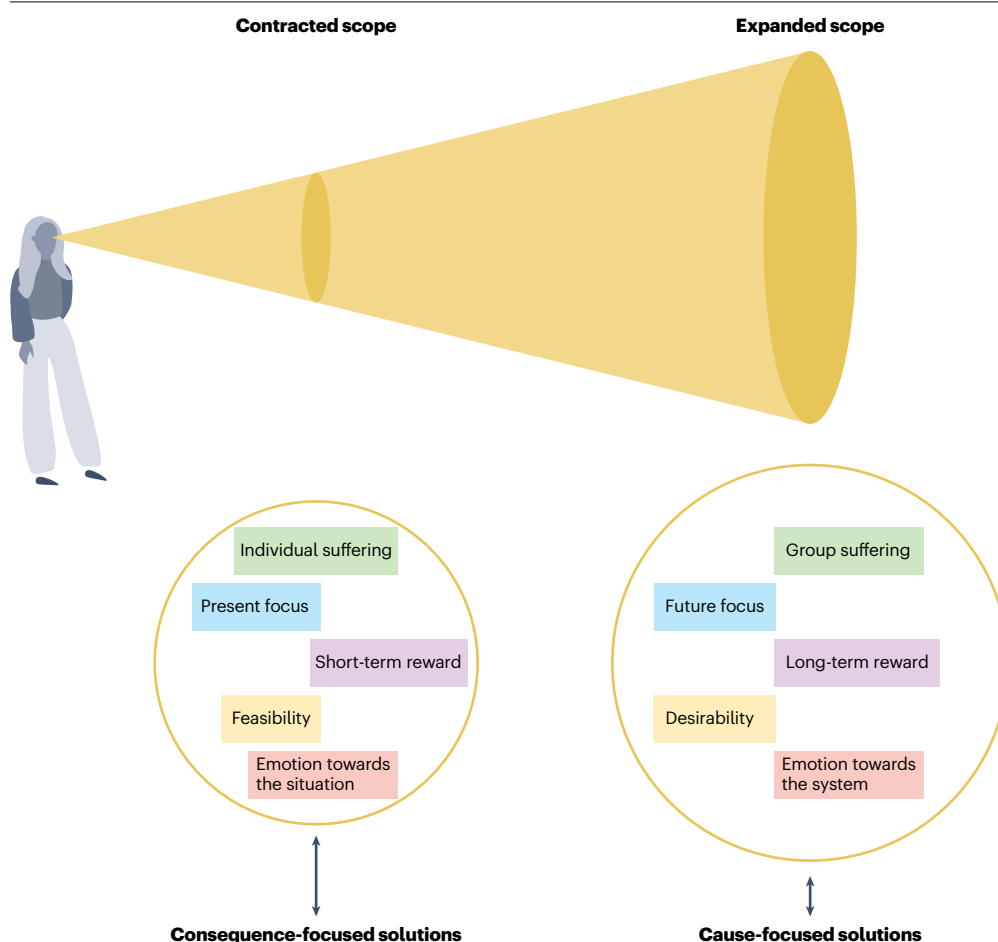 Contracted scope
Expanded scope
Individual suffering
Present focus
Short-term reward
Feasibility
Emotion towards
the situation
Group suffering
Future focus
Long-term reward
Desirability
Emotion towards
the system
Consequence-focused solutions
Cause-focused solutions